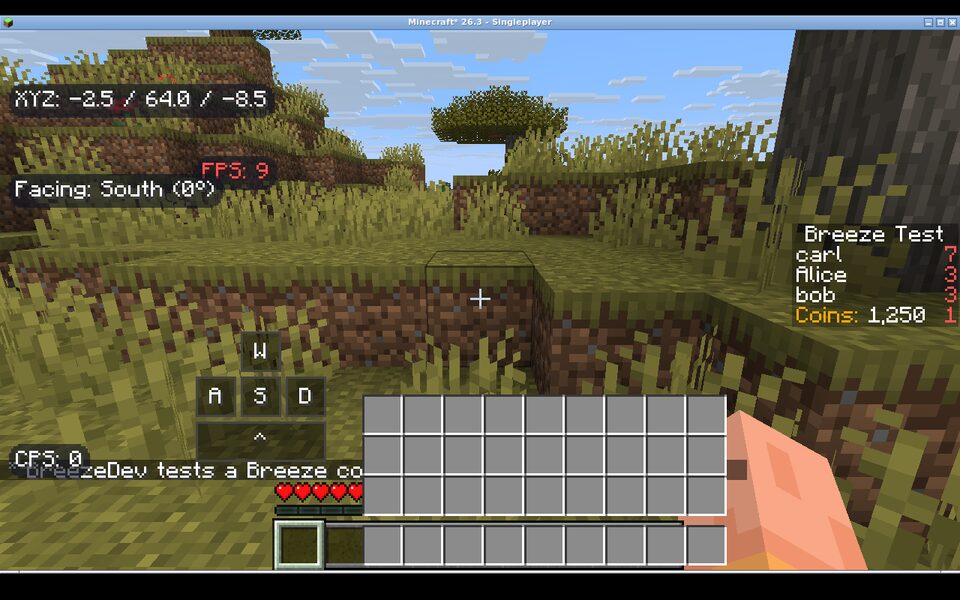 Minecraft* 26.3 - Singleplayer
XYZ: -2.5 / 64.0 / -8.5
FPS: 9
Facing: South (0°)
Breeze Test
carl 7
Alice 3
bob 3
Coins: 1,250 1
W
A S D
^
CPS: 0
BreezeDev tests a Breeze co